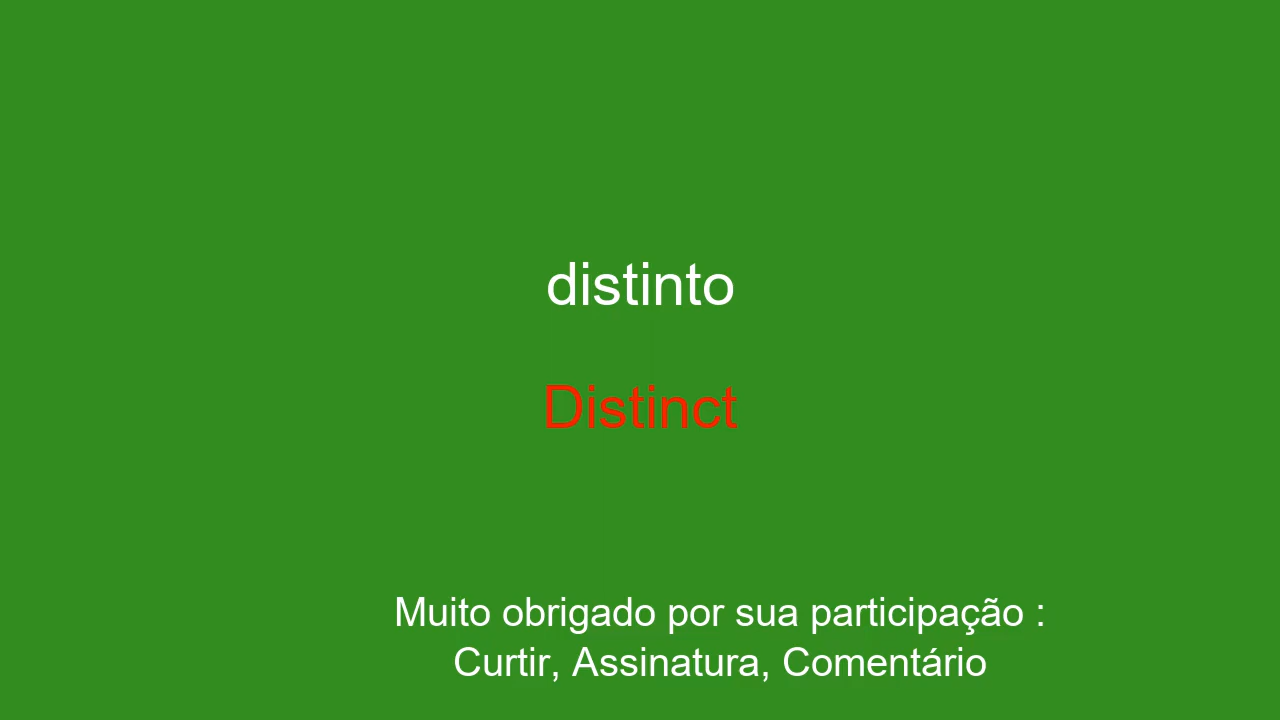 distinto
Distinct
Muito obrigado por sua participação :
Curtir, Assinatura, Comentário